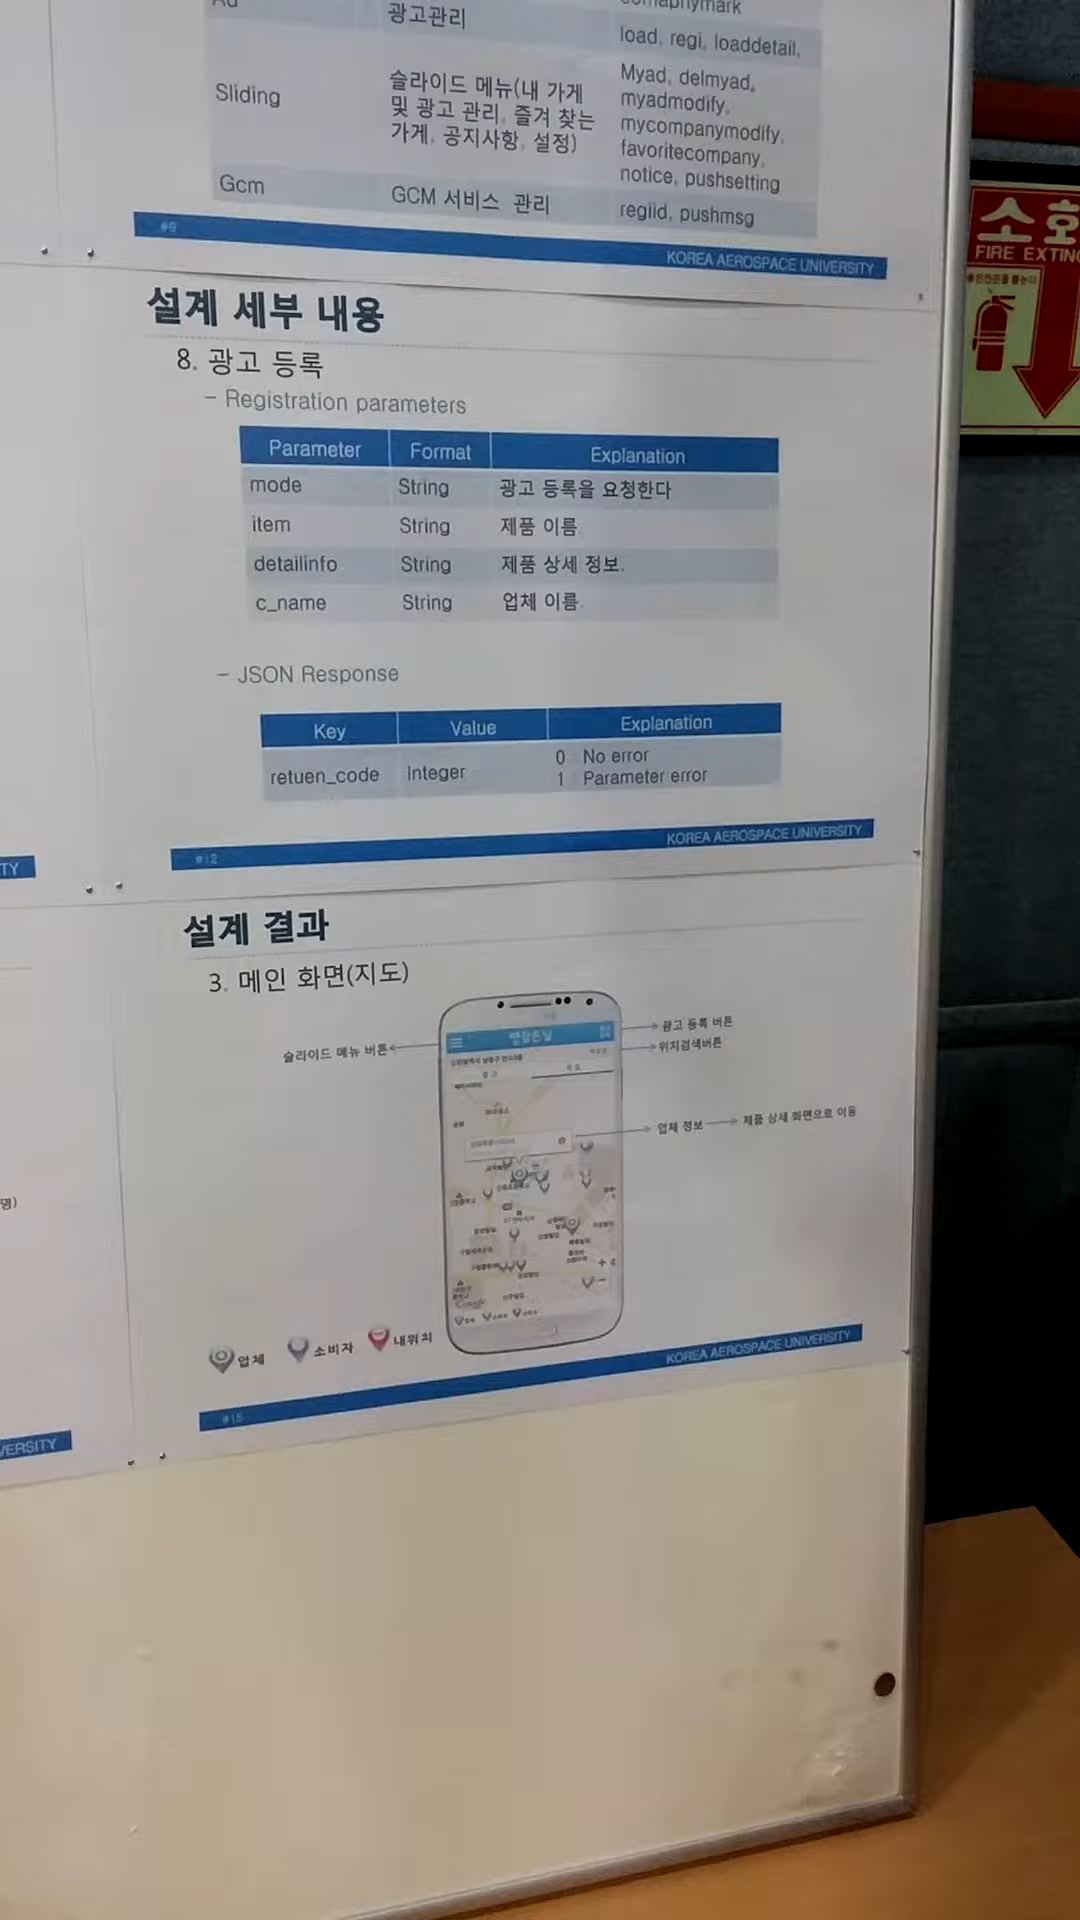 Ad 광고관리
load, regi, loaddetail,
Sliding 슬라이드 메뉴(내 가게 및 광고 관리, 즐겨 찾는 가게, 공지사항, 설정)
Myad, delmyad,
myadmodify,
mycompanymodify,
favoritecompany,
notice, pushsetting
Gcm GCM 서비스 관리 regiid, pushmsg
#9 KOREA AEROSPACE UNIVERSITY
설계 세부 내용
8. 광고 등록
- Registration parameters
Parameter Format Explanation
mode String 광고 등록을 요청한다
item String 제품 이름
detailinfo String 제품 상세 정보.
c_name String 업체 이름
- JSON Response
Key Value Explanation
retuen_code Integer 0 No error
1 Parameter error
#12 KOREA AEROSPACE UNIVERSITY
설계 결과
3. 메인 화면(지도)
슬라이드 메뉴 버튼
광고 등록 버튼
위치검색버튼
업체 정보 제품 상세 화면으로 이동
Google
업체 소비자 내위치
#15 KOREA AEROSPACE UNIVERSITY
TY
명)
VERSITY
소화
FIRE EXTING